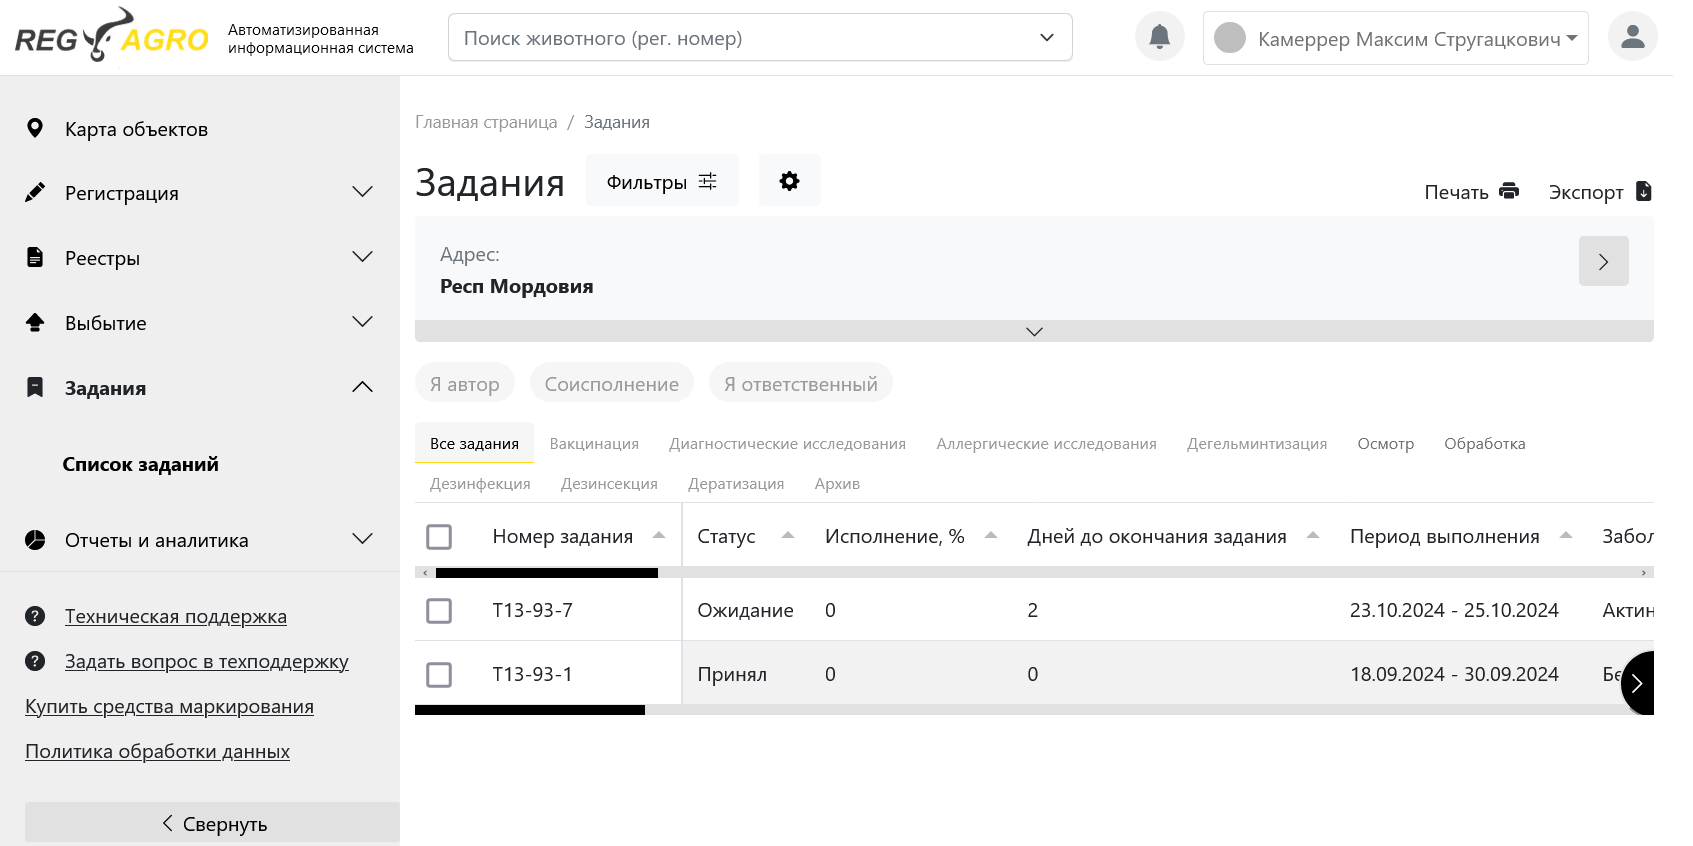 REG AGRO
Автоматизированная
информационная система
Поиск животного (рег. номер)
Камеррер Максим Стругацкович
Карта объектов
Регистрация
Реестры
Выбытие
Задания
Список заданий
Отчеты и аналитика
Техническая поддержка
Задать вопрос в техподдержку
Купить средства маркирования
Политика обработки данных
Свернуть
Главная страница / Задания
Задания
Фильтры
Печать
Экспорт
Адрес:
Респ Мордовия
Я автор Соисполнение Я ответственный
Все задания Вакцинация Диагностические исследования Аллергические исследования Дегельминтизация Осмотр Обработка
Дезинфекция Дезинсекция Дератизация Архив
Номер задания Статус Исполнение, % Дней до окончания задания Период выполнения Забол
Т13-93-7 Ожидание 0 2 23.10.2024 - 25.10.2024 Актин
Т13-93-1 Принял 0 0 18.09.2024 - 30.09.2024